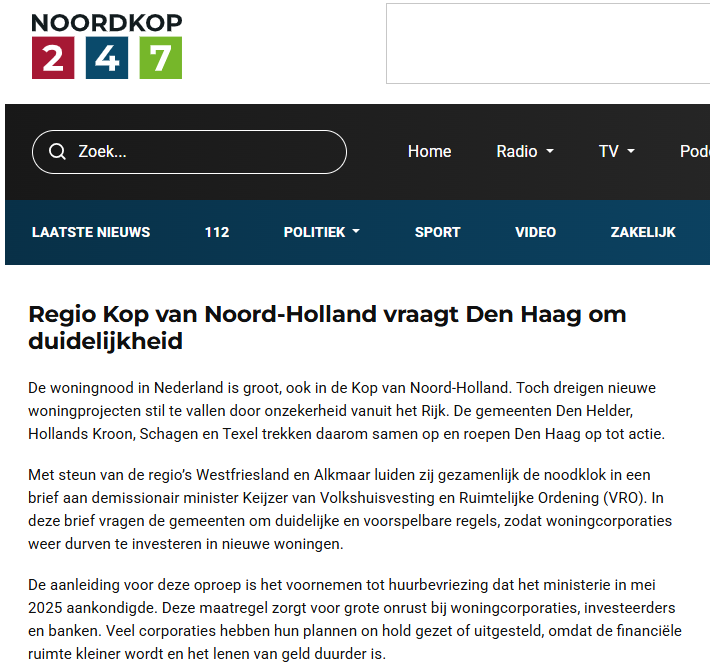 NOORDKOP
2 4 7
Zoek...
Home Radio TV
LAATSTE NIEUWS 112 POLITIEK SPORT VIDEO ZAKELIJK
Regio Kop van Noord-Holland vraagt Den Haag om
duidelijkheid
De woningnood in Nederland is groot, ook in de Kop van Noord-Holland. Toch dreigen nieuwe
woningprojecten stil te vallen door onzekerheid vanuit het Rijk. De gemeenten Den Helder,
Hollands Kroon, Schagen en Texel trekken daarom samen op en roepen Den Haag op tot actie.
Met steun van de regio’s Westfriesland en Alkmaar luiden zij gezamenlijk de noodklok in een
brief aan demissionair minister Keijzer van Volkshuisvesting en Ruimtelijke Ordening (VRO). In
deze brief vragen de gemeenten om duidelijke en voorspelbare regels, zodat woningcorporaties
weer durven te investeren in nieuwe woningen.
De aanleiding voor deze oproep is het voornemen tot huurbevriezing dat het ministerie in mei
2025 aankondigde. Deze maatregel zorgt voor grote onrust bij woningcorporaties, investeerders
en banken. Veel corporaties hebben hun plannen on hold gezet of uitgesteld, omdat de financiële
ruimte kleiner wordt en het lenen van geld duurder is.